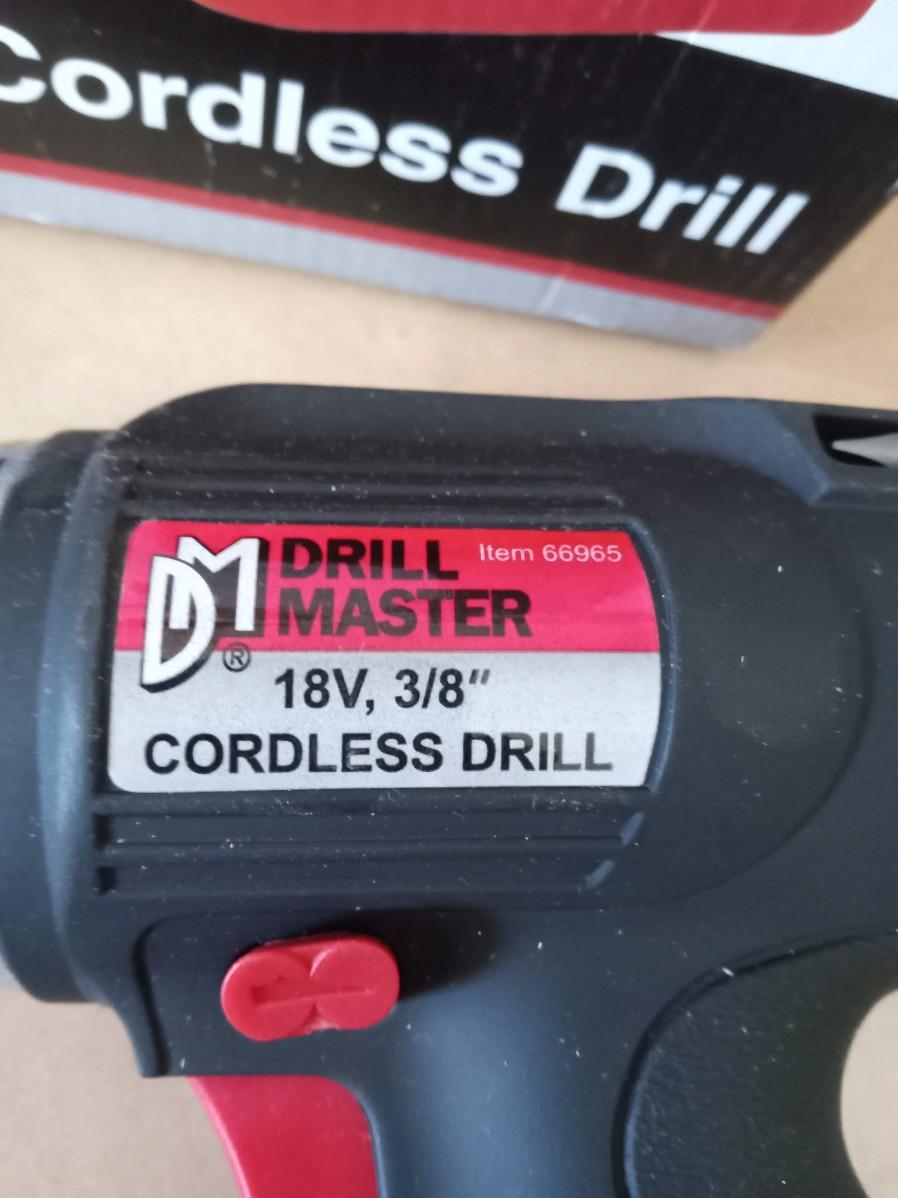 Cordless Drill
DM®
DRILL
MASTER
Item 66965
18V, 3/8"
CORDLESS DRILL